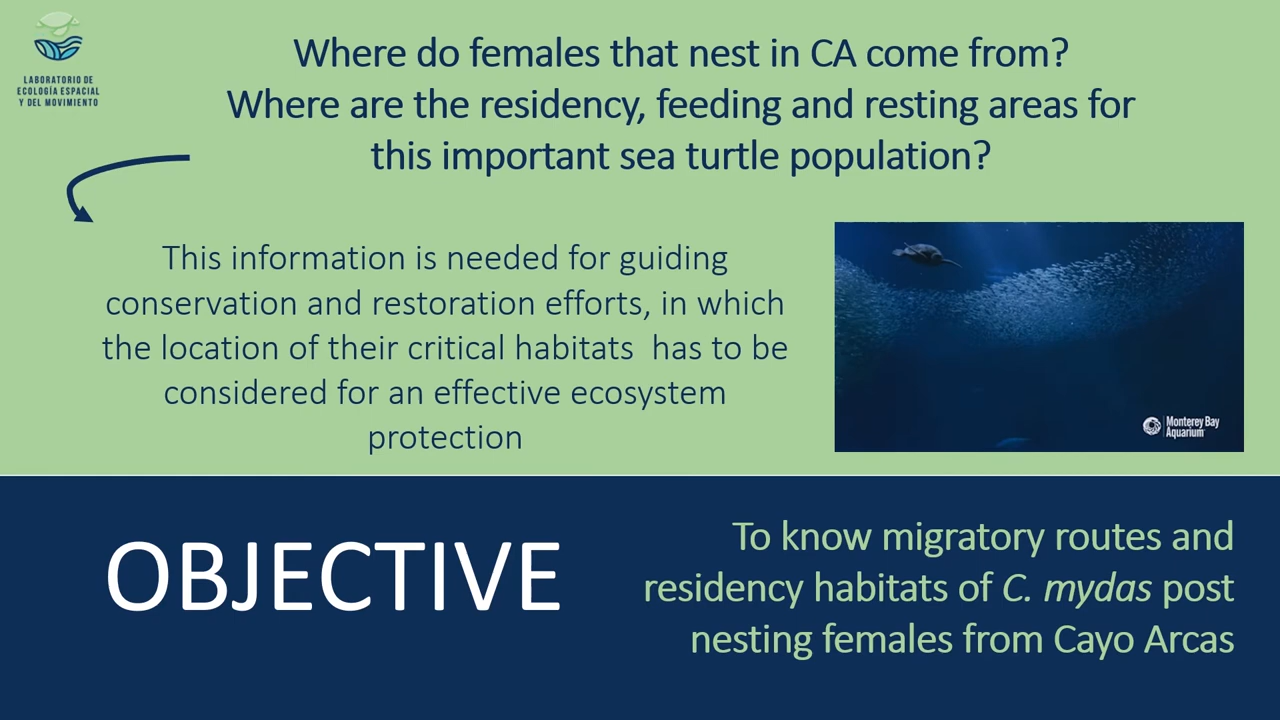 LABORATORIO DE
ECOLOGÍA ESPACIAL
Y DEL MOVIMIENTO
Where do females that nest in CA come from?
Where are the residency, feeding and resting areas for
this important sea turtle population?
This information is needed for guiding
conservation and restoration efforts, in which
the location of their critical habitats  has to be
considered for an effective ecosystem
protection
Monterey Bay
Aquarium
OBJECTIVE
To know migratory routes and
residency habitats of C. mydas post
nesting females from Cayo Arcas